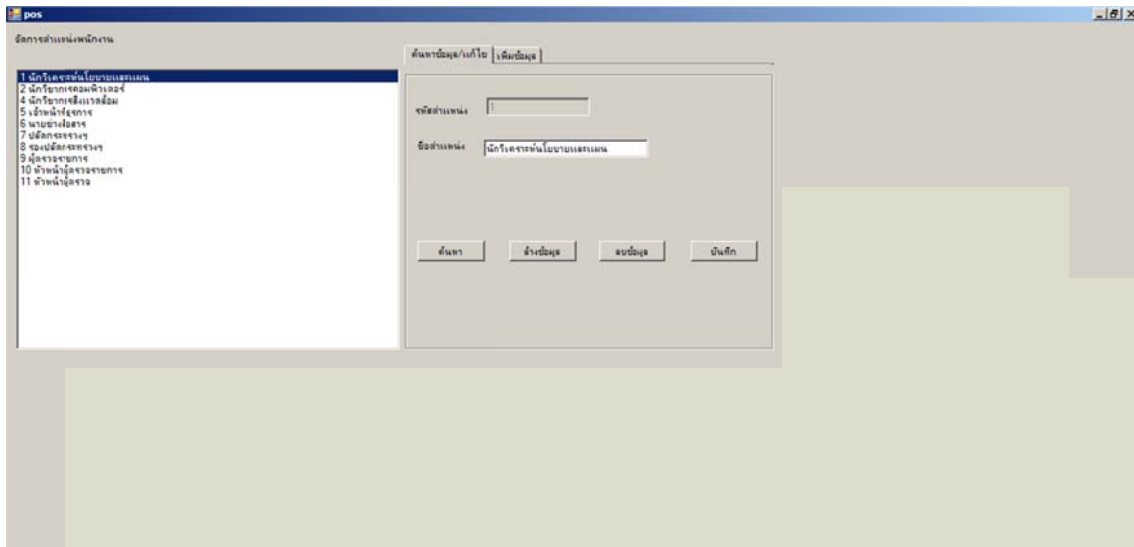 pos
จัดการตำแหน่งพนักงาน
ค้นหาข้อมูล/แก้ไข เพิ่มข้อมูล
1 นักวิเคราะห์นโยบายและแผน
2 นักวิชาการคอมพิวเตอร์
4 นักวิชาการสิ่งแวดล้อม
5 เจ้าหน้าที่ธุรการ
6 นายช่างโยธา
7 ปลัดกระทรวงฯ
8 รองปลัดกระทรวงฯ
9 ผู้ตรวจราชการ
10 หัวหน้าผู้ตรวจราชการ
11 หัวหน้าผู้ตรวจ
รหัสตำแหน่ง 1
ชื่อตำแหน่ง นักวิเคราะห์นโยบายและแผน
ค้นหา ล้างข้อมูล ลบข้อมูล บันทึก